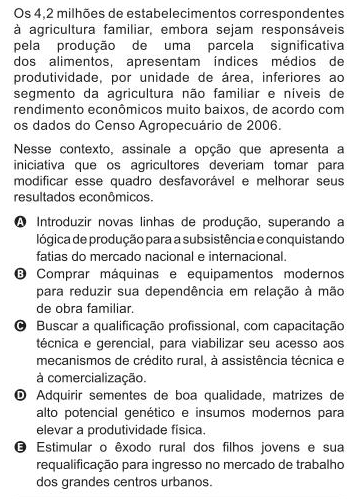 Os 4,2 milhões de estabelecimentos correspondentes
à agricultura familiar, embora sejam responsáveis
pela produção de uma parcela significativa
dos alimentos, apresentam índices médios de
produtividade, por unidade de área, inferiores ao
segmento da agricultura não familiar e níveis de
rendimento econômicos muito baixos, de acordo com
os dados do Censo Agropecuário de 2006.
Nesse contexto, assinale a opção que apresenta a
iniciativa que os agricultores deveriam tomar para
modificar esse quadro desfavorável e melhorar seus
resultados econômicos.
A Introduzir novas linhas de produção, superando a
lógica de produção para a subsistência e conquistando
fatias do mercado nacional e internacional.
B Comprar máquinas e equipamentos modernos
para reduzir sua dependência em relação à mão
de obra familiar.
C Buscar a qualificação profissional, com capacitação
técnica e gerencial, para viabilizar seu acesso aos
mecanismos de crédito rural, à assistência técnica e
à comercialização.
D Adquirir sementes de boa qualidade, matrizes de
alto potencial genético e insumos modernos para
elevar a produtividade física.
E Estimular o êxodo rural dos filhos jovens e sua
requalificação para ingresso no mercado de trabalho
dos grandes centros urbanos.